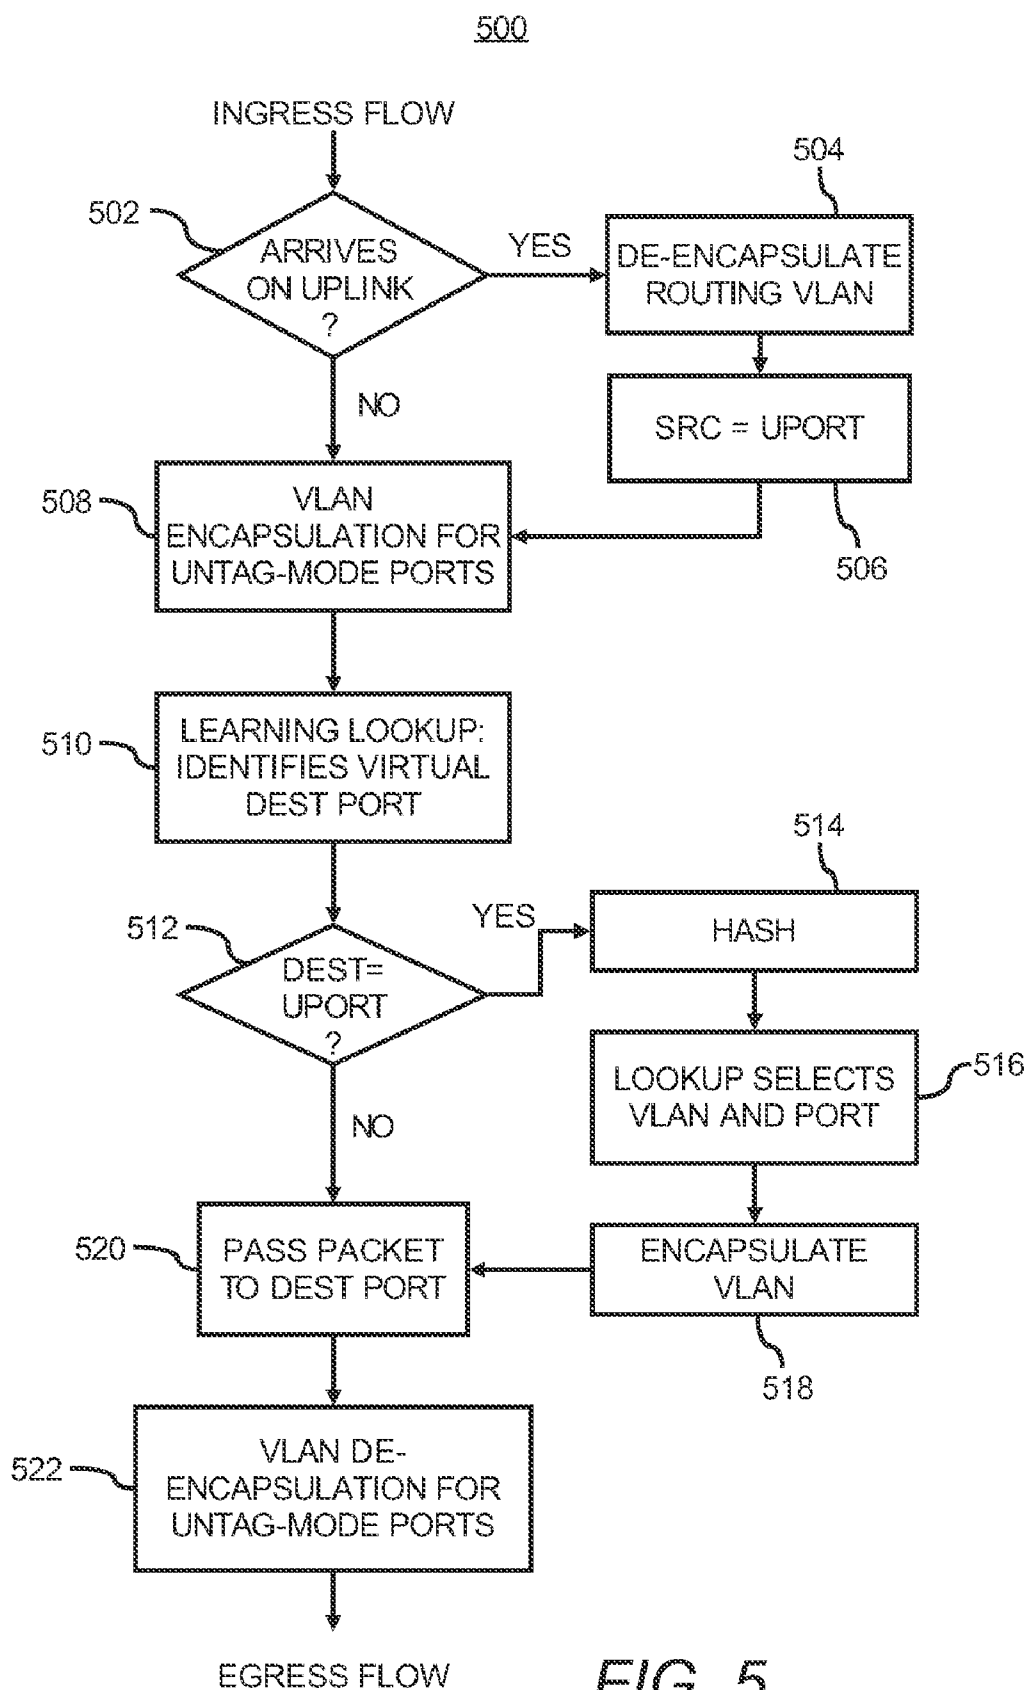 500
INGRESS FLOW
504
502
ARRIVES
ON UPLINK
?
YES
DE-ENCAPSULATE
ROUTING VLAN
NO
SRC = UPORT
508
VLAN
ENCAPSULATION FOR
UNTAG-MODE PORTS
506
510
LEARNING LOOKUP:
IDENTIFIES VIRTUAL
DEST PORT
514
512
DEST=
UPORT
?
YES
HASH
516
LOOKUP SELECTS
VLAN AND PORT
NO
520
PASS PACKET
TO DEST PORT
ENCAPSULATE
VLAN
518
522
VLAN DE-
ENCAPSULATION FOR
UNTAG-MODE PORTS
EGRESS FLOW
FIG. 5